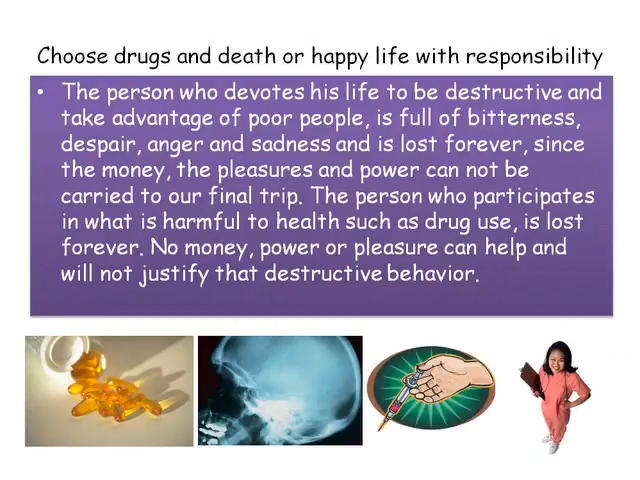 Choose drugs and death or happy life with responsibility
• The person who devotes his life to be destructive and
take advantage of poor people, is full of bitterness,
despair, anger and sadness and is lost forever, since
the money, the pleasures and power can not be
carried to our final trip. The person who participates
in what is harmful to health such as drug use, is lost
forever. No money, power or pleasure can help and
will not justify that destructive behavior.